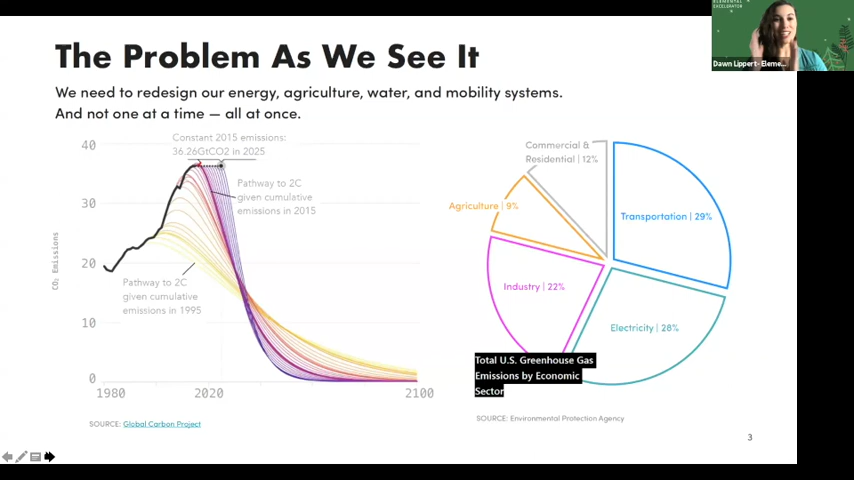 ELEMENTAL
EXCELERATOR
Dawn Lippert- Eleme...
The Problem As We See It
We need to redesign our energy, agriculture, water, and mobility systems.
And not one at a time — all at once.
40
30
20
10
0
CO₂ Emissions
1980
2020
2100
Constant 2015 emissions:
36.26GtCO2 in 2025
Pathway to 2C
given cumulative
emissions in 2015
Pathway to 2C
given cumulative
emissions in 1995
SOURCE: Global Carbon Project
Commercial &
Residential | 12%
Agriculture | 9%
Transportation | 29%
Industry | 22%
Electricity | 28%
Total U.S. Greenhouse Gas
Emissions by Economic
Sector
SOURCE: Environmental Protection Agency
3